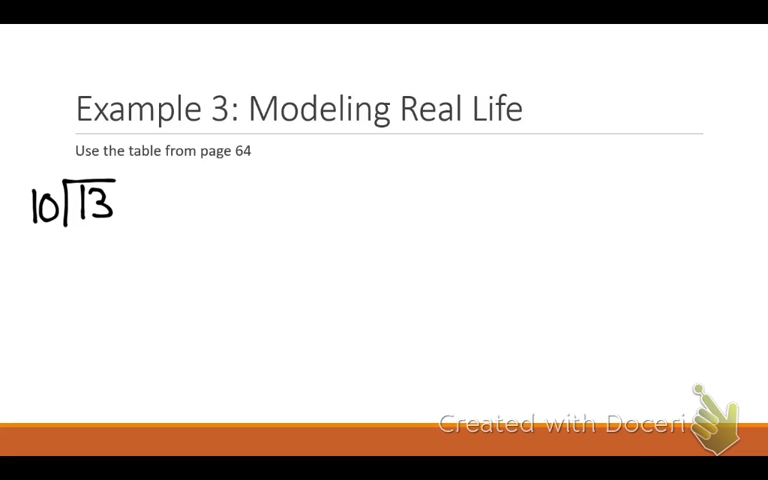 Example 3: Modeling Real Life
Use the table from page 64
10 13
Created with Doceri